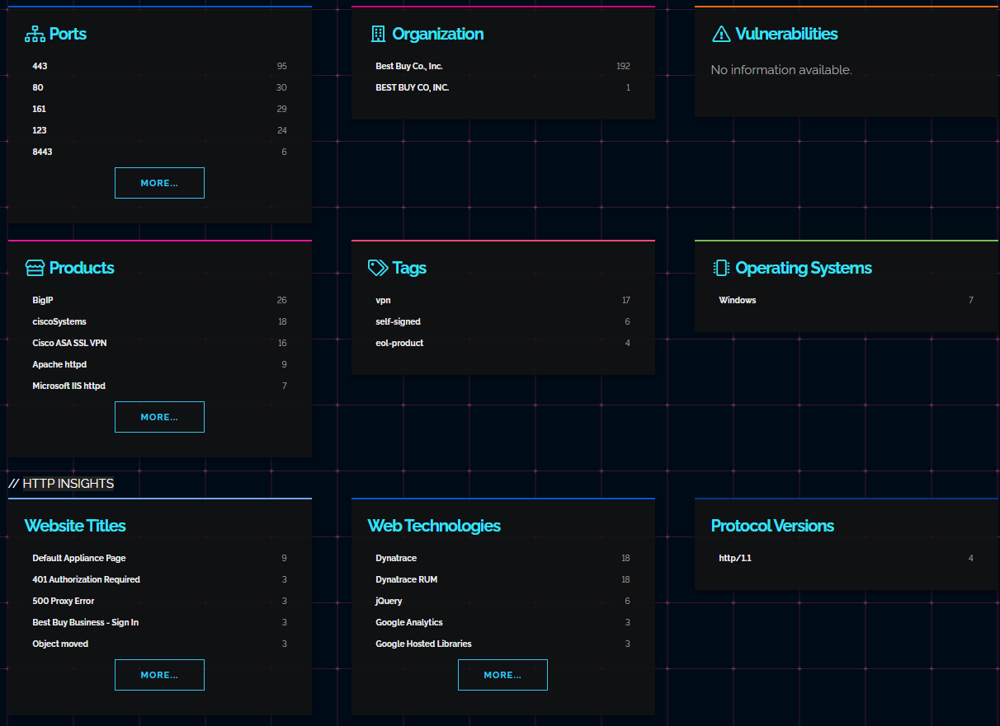 Ports
443 95
80 30
161 29
123 24
8443 6
MORE...
Organization
Best Buy Co., Inc. 192
BEST BUY CO, INC. 1
Vulnerabilities
No information available.
Products
BigIP 26
ciscoSystems 18
Cisco ASA SSL VPN 16
Apache httpd 9
Microsoft IIS httpd 7
MORE...
Tags
vpn 17
self-signed 6
eol-product 4
Operating Systems
Windows 7
// HTTP INSIGHTS
Website Titles
Default Appliance Page 9
401 Authorization Required 3
500 Proxy Error 3
Best Buy Business - Sign In 3
Object moved 3
MORE...
Web Technologies
Dynatrace 18
Dynatrace RUM 18
jQuery 6
Google Analytics 3
Google Hosted Libraries 3
MORE...
Protocol Versions
http/1.1 4